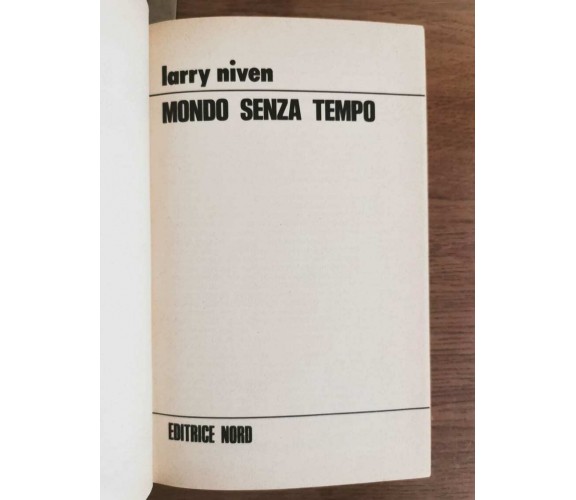 larry niven
MONDO SENZA TEMPO
EDITRICE NORD